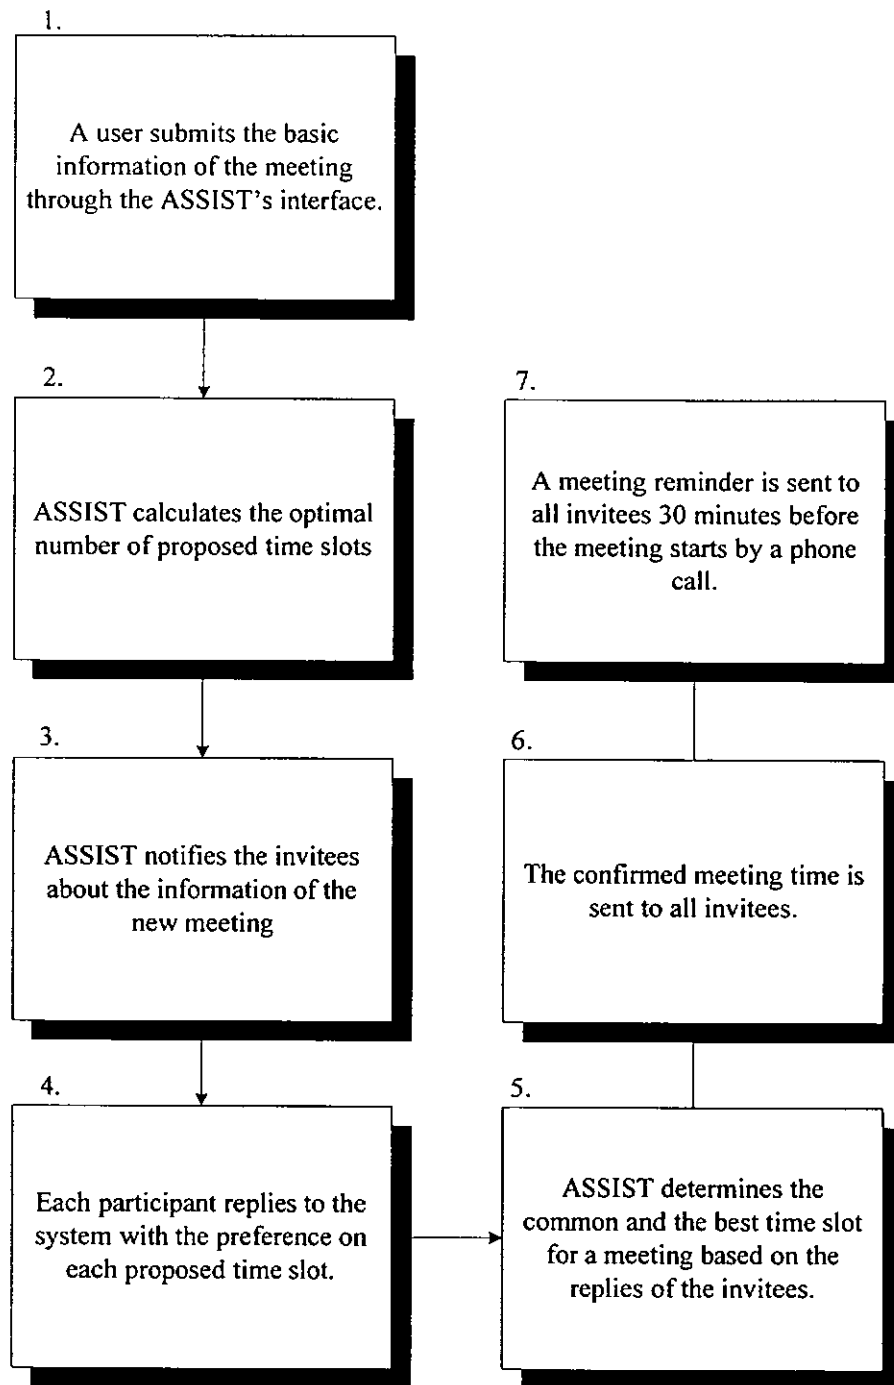 1.
A user submits the basic
information of the meeting
through the ASSIST's interface.
2.
ASSIST calculates the optimal
number of proposed time slots
3.
ASSIST notifies the invitees
about the information of the
new meeting
4.
Each participant replies to the
system with the preference on
each proposed time slot.
5.
ASSIST determines the
common and the best time slot
for a meeting based on the
replies of the invitees.
6.
The confirmed meeting time is
sent to all invitees.
7.
A meeting reminder is sent to
all invitees 30 minutes before
the meeting starts by a phone
call.